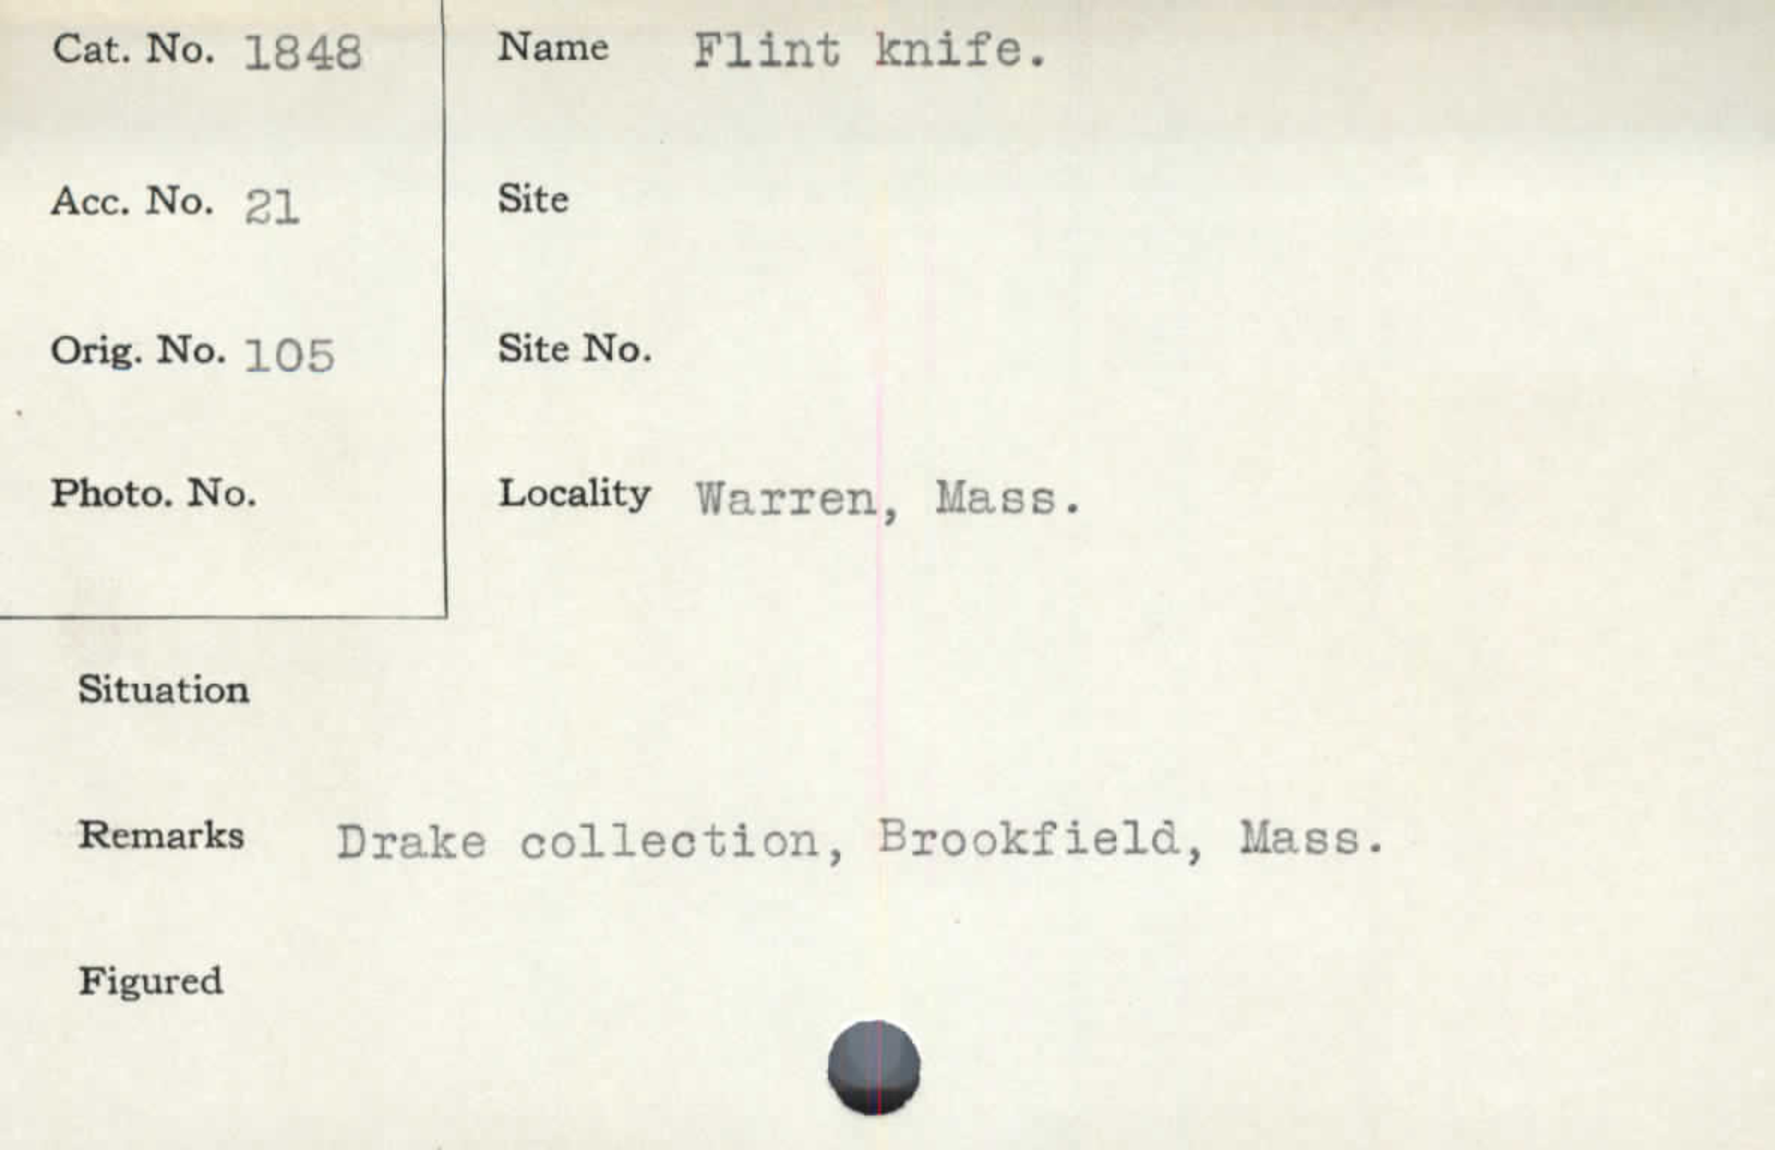 Cat. No. 1848
Name Flint knife.
Acc. No. 21
Site
Orig. No. 105
Site No.
Photo. No.
Locality Warren, Mass.
Situation
Remarks Drake collection, Brookfield, Mass.
Figured